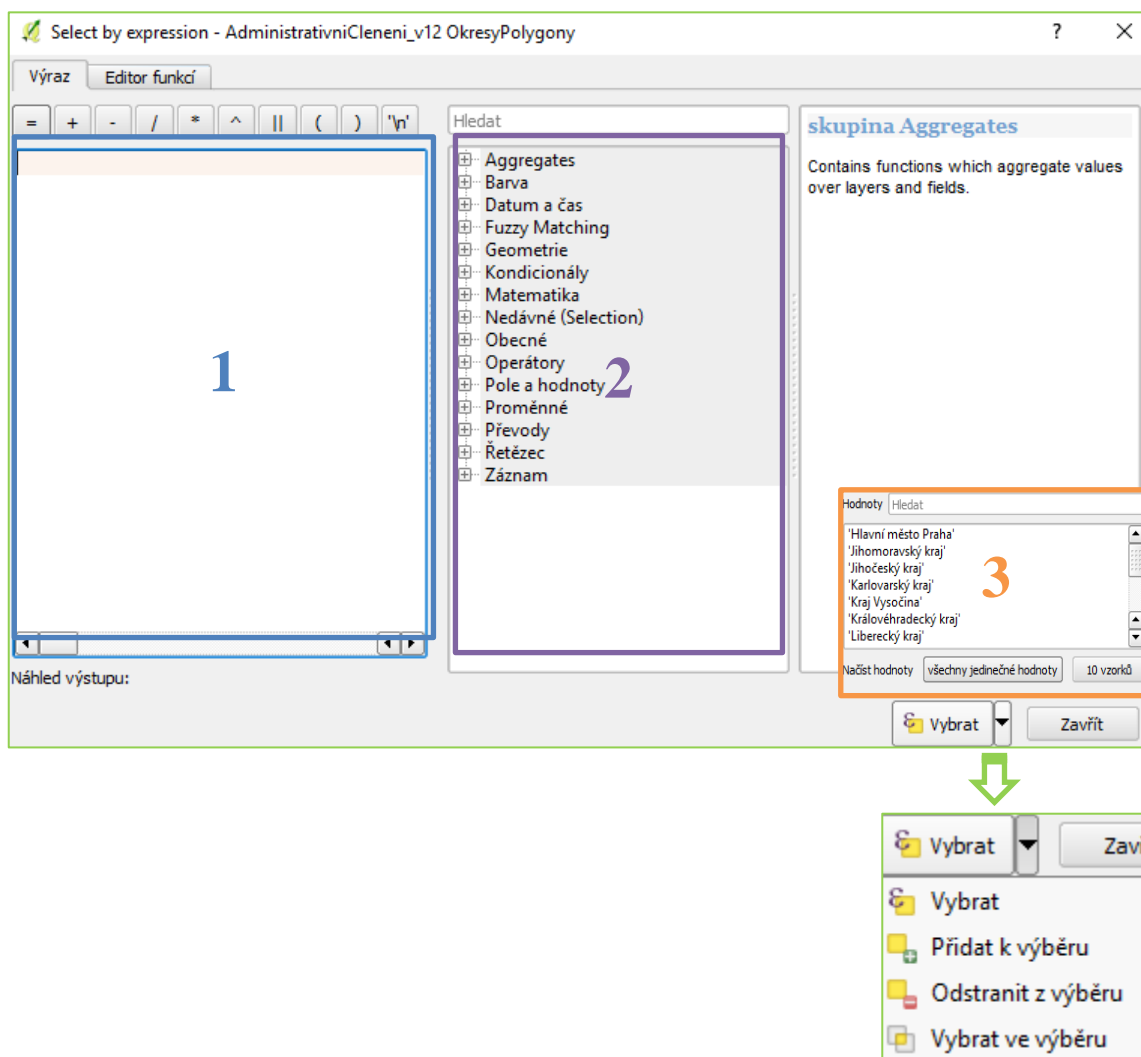 Select by expression - AdministrativniCleneni_v12 OkresyPolygony ? ×
Výraz Editor funkcí
= + - / * ^ || ( ) '\n'
1
Náhled výstupu:
Hledat
Aggregates
Barva
Datum a čas
Fuzzy Matching
Geometrie
Kondicionály
Matematika
Nedávné (Selection)
Obecné
Operátory
Pole a hodnoty
Proměnné
Převody
Řetězec
Záznam
2
skupina Aggregates
Contains functions which aggregate values
over layers and fields.
Hodnoty Hledat
'Hlavní město Praha'
'Jihomoravský kraj'
'Jihočeský kraj'
'Karlovarský kraj'
'Kraj Vysočina'
'Královéhradecký kraj'
'Liberecký kraj'
3
Načíst hodnoty všechny jedinečné hodnoty 10 vzorků
Vybrat Zavřít
Vybrat Zaví
Vybrat
Přidat k výběru
Odstranit z výběru
Vybrat ve výběru